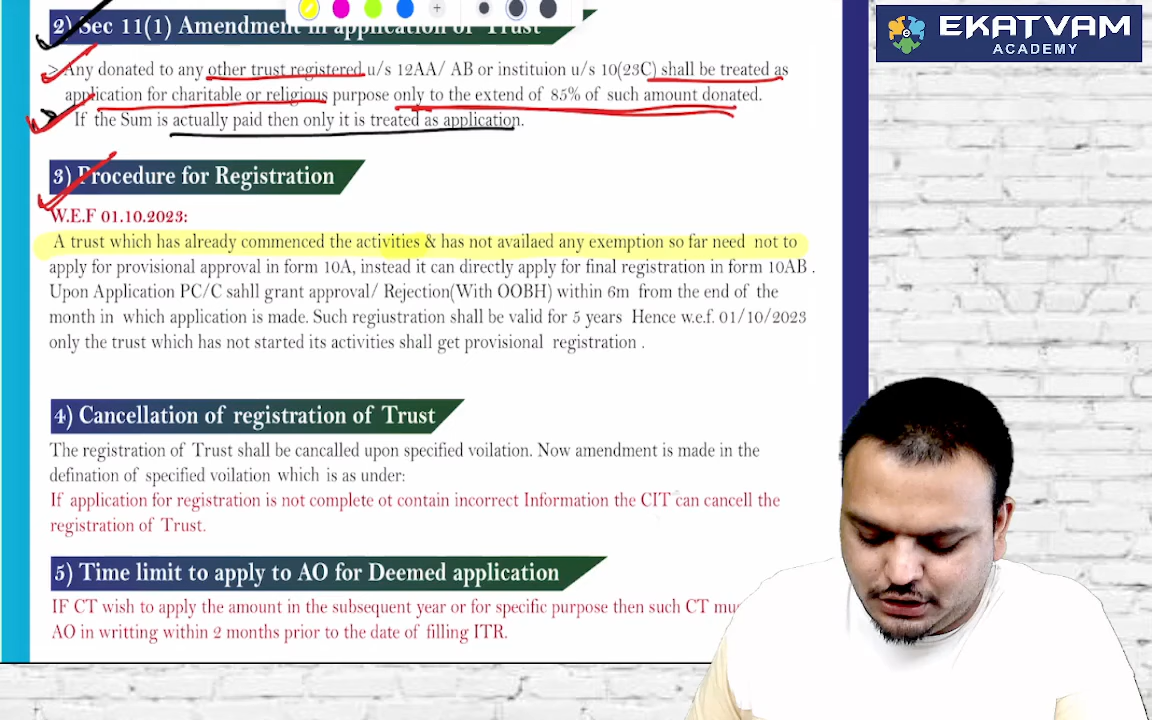 2) Sec 11(1) Amendment in application of Trust
EKATVAM
ACADEMY
> Any donated to any other trust registered u/s 12AA/ AB or instituion u/s 10(23C) shall be treated as
application for charitable or religious purpose only to the extend of 85% of such amount donated.
If the Sum is actually paid then only it is treated as application.
3) Procedure for Registration
W.E.F 01.10.2023:
A trust which has already commenced the activities & has not availaed any exemption so far need not to
apply for provisional approval in form 10A, instead it can directly apply for final registration in form 10AB .
Upon Application PC/C sahll grant approval/ Rejection(With OOBH) within 6m from the end of the
month in which application is made. Such regiustration shall be valid for 5 years Hence w.e.f. 01/10/2023
only the trust which has not started its activities shall get provisional registration .
4) Cancellation of registration of Trust
The registration of Trust shall be cancalled upon specified voilation. Now amendment is made in the
defination of specified voilation which is as under:
If application for registration is not complete ot contain incorrect Information the CIT can cancell the
registration of Trust.
5) Time limit to apply to AO for Deemed application
IF CT wish to apply the amount in the subsequent year or for specific purpose then such CT
AO in writting within 2 months prior to the date of filling ITR.